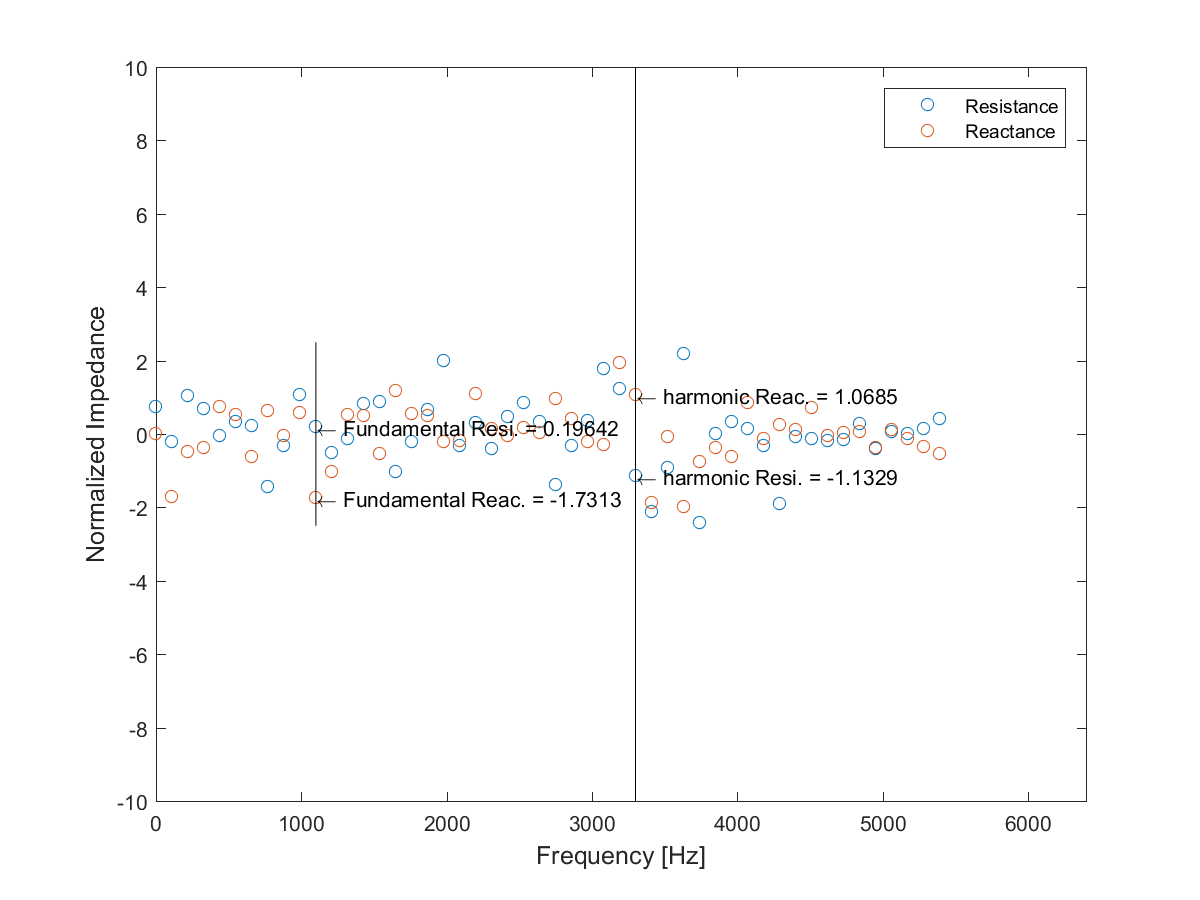 10
8
6
4
2
0
-2
-4
-6
-8
-10
Normalized Impedance
Resistance
Reactance
harmonic Reac. = 1.0685
Fundamental Resi. = 0.19642
harmonic Resi. = -1.1329
Fundamental Reac. = -1.7313
0 1000 2000 3000 4000 5000 6000
Frequency [Hz]